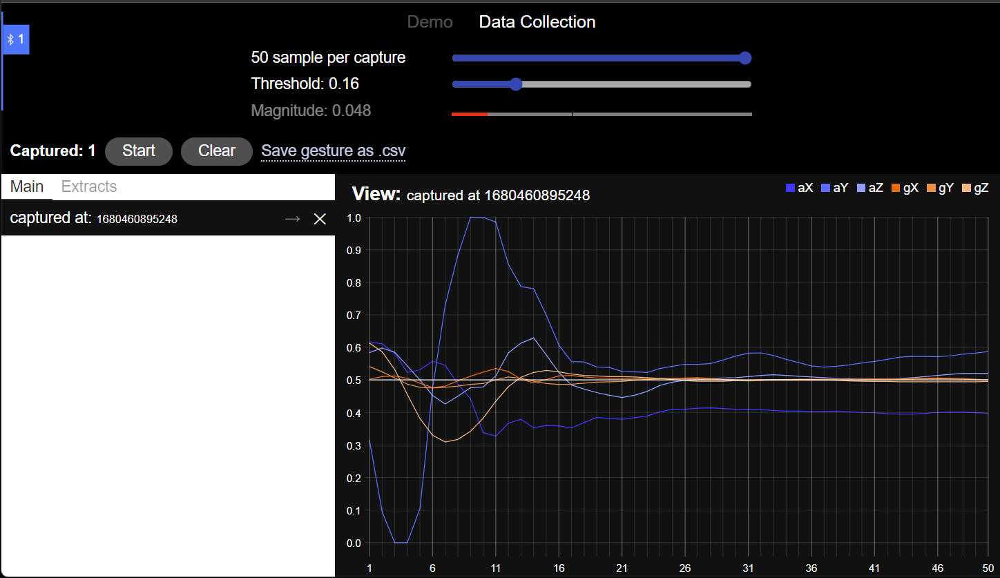 Demo Data Collection
1
50 sample per capture
Threshold: 0.16
Magnitude: 0.048
Captured: 1 Start Clear Save gesture as .csv
Main Extracts
captured at: 1680460895248 → ×
View: captured at 1680460895248
aX aY aZ gX gY gZ
1.0
0.9
0.8
0.7
0.6
0.5
0.4
0.3
0.2
0.1
0.0
1 6 11 16 21 26 31 36 41 46 50